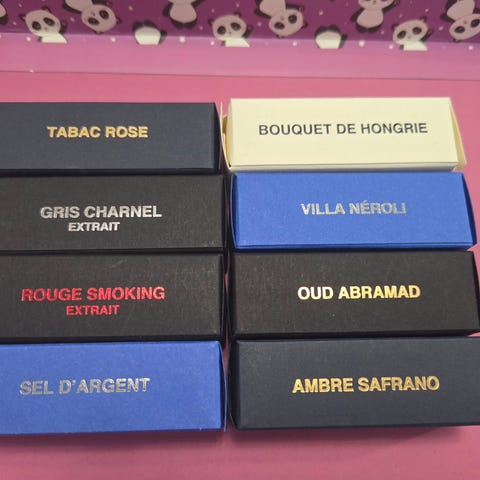 TABAC ROSE
GRIS CHARNEL
EXTRAIT
ROUGE SMOKING
EXTRAIT
SEL D'ARGENT
BOUQUET DE HONGRIE
VILLA NÉROLI
OUD ABRAMAD
AMBRE SAFRANO